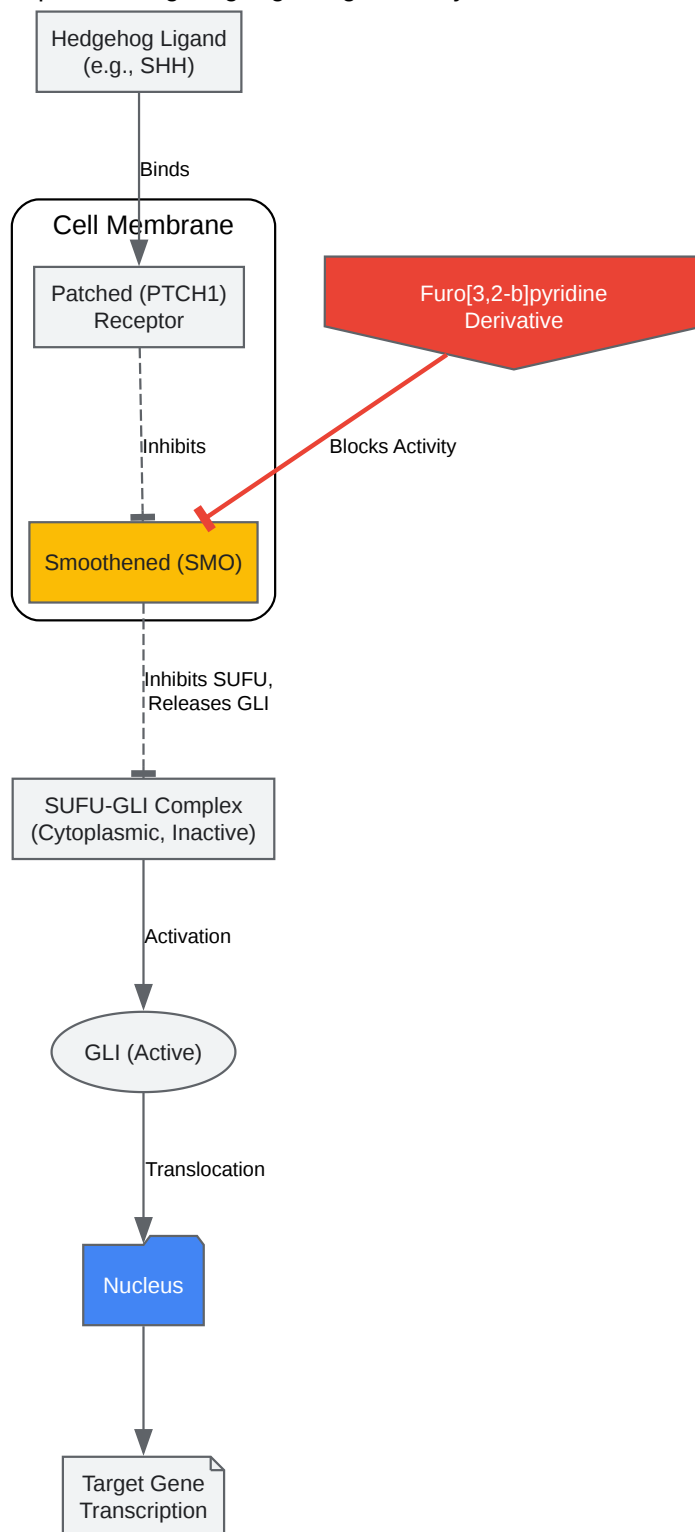 Hedgehog Ligand
(e.g., SHH)
Binds
Cell Membrane
Patched (PTCH1)
Receptor
Furo[3,2-b]pyridine
Derivative
Inhibits
Blocks Activity
Smoothened (SMO)
Inhibits SUFU,
Releases GLI
SUFU-GLI Complex
(Cytoplasmic, Inactive)
Activation
GLI (Active)
Translocation
Nucleus
Target Gene
Transcription